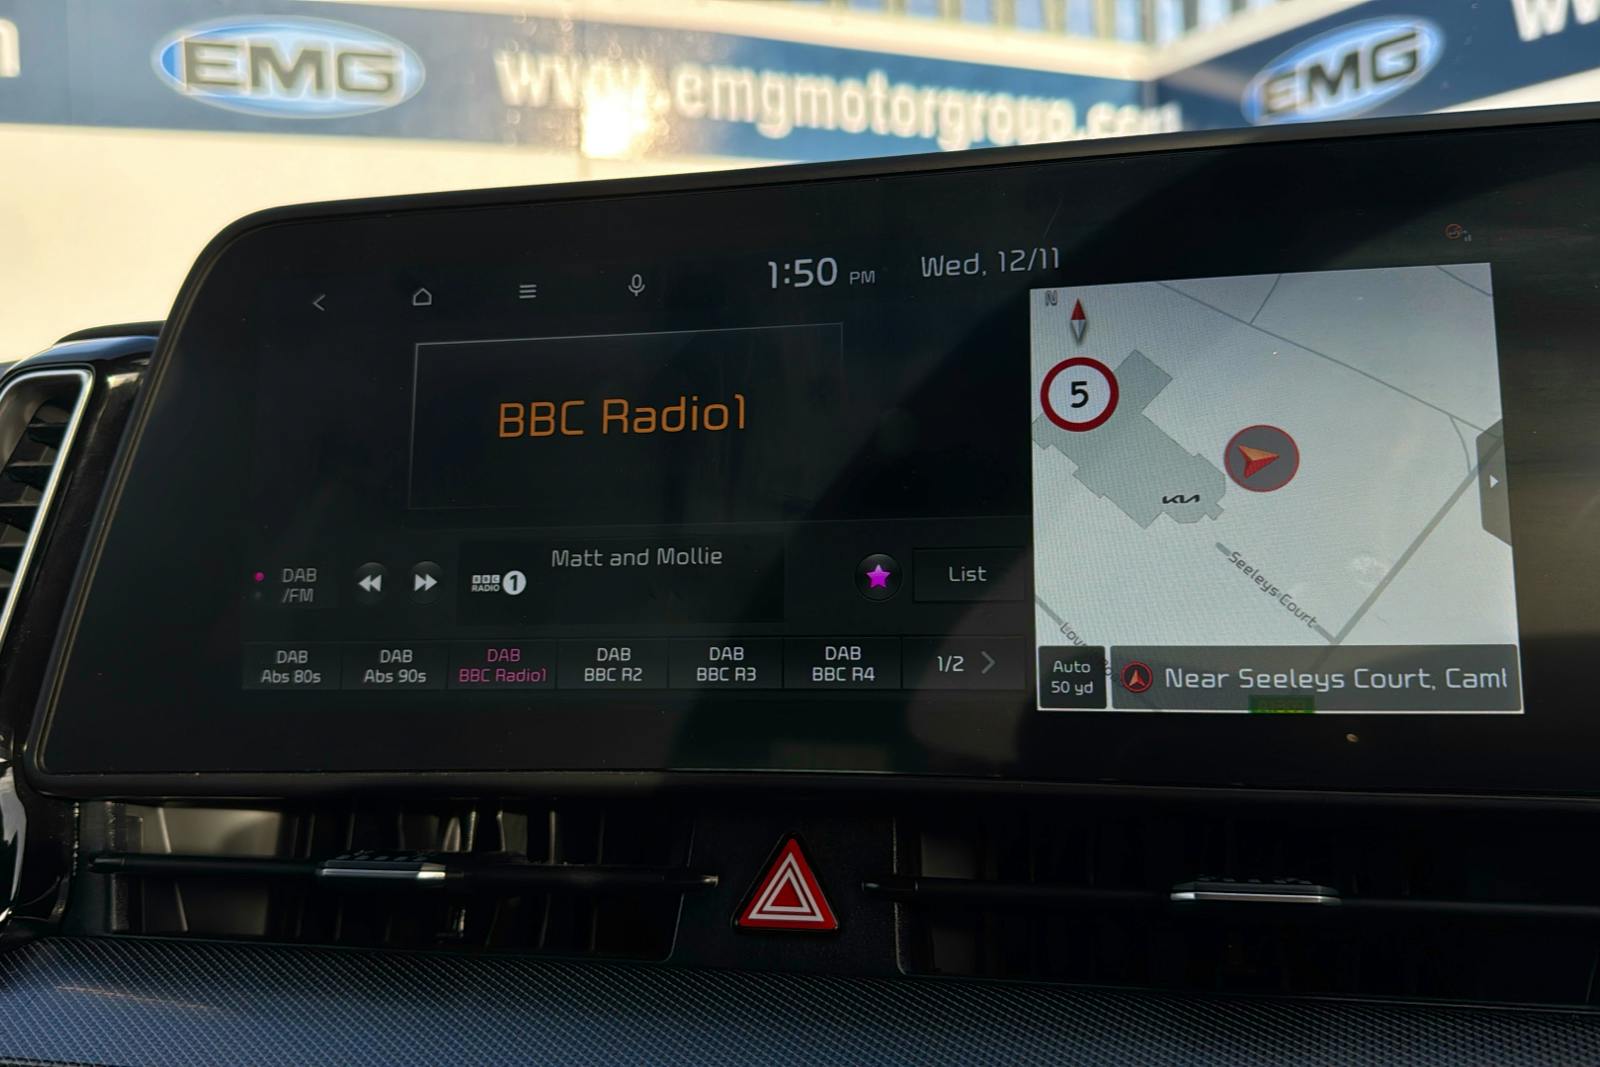 EMG
www.emgmotorgroup.com
EMG
1:50 PM
Wed, 12/11
N
5
BBC Radio1
KIA
Seeleys Court
DAB
/FM
BBC
RADIO 1
Matt and Mollie
List
DAB
Abs 80s
DAB
Abs 90s
DAB
BBC Radio1
DAB
BBC R2
DAB
BBC R3
DAB
BBC R4
1/2
Auto
50 yd
Near Seeleys Court, Caml